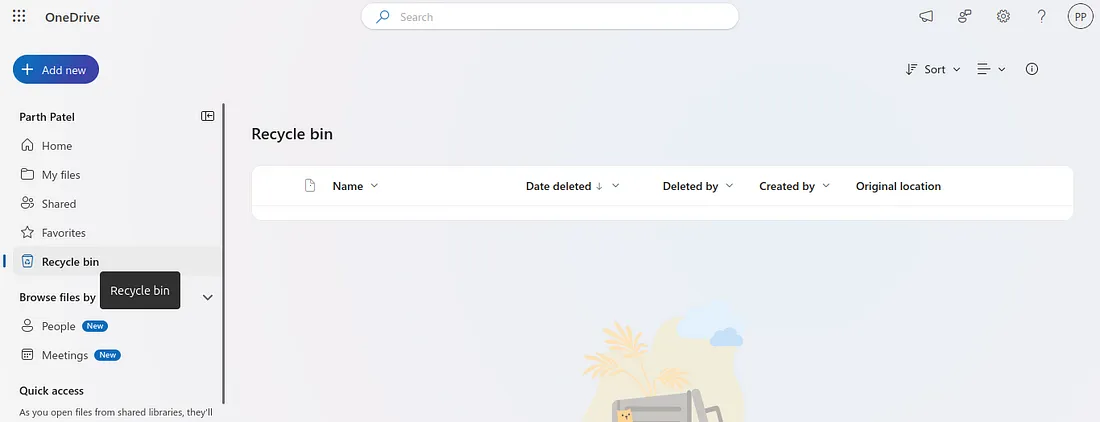 OneDrive
Search
PP
Add new
Sort
Parth Patel
Home
My files
Shared
Favorites
Recycle bin
Recycle bin
Browse files by
People New
Meetings New
Quick access
As you open files from shared libraries, they'll
Recycle bin
Name Date deleted Deleted by Created by Original location